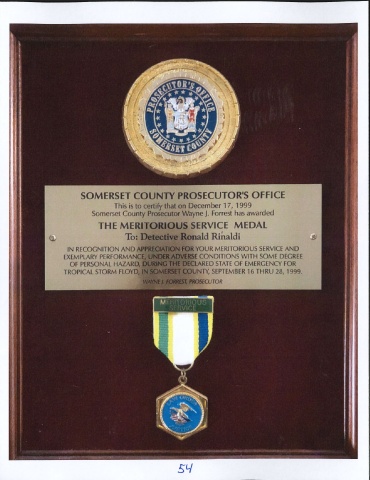 PROSECUTOR'S OFFICE
SOMERSET COUNTY
SOMERSET COUNTY PROSECUTOR'S OFFICE
This is to certify that on December 17, 1999
Somerset County Prosecutor Wayne J. Forrest has awarded
THE MERITORIOUS SERVICE MEDAL
To: Detective Ronald Rinaldi
IN RECOGNITION AND APPRECIATION FOR YOUR MERITORIOUS SERVICE AND
EXEMPLARY PERFORMANCE, UNDER ADVERSE CONDITIONS WITH SOME DEGREE
OF PERSONAL HAZARD, DURING THE DECLARED STATE OF EMERGENCY FOR
TROPICAL STORM FLOYD, IN SOMERSET COUNTY, SEPTEMBER 16 THRU 28, 1999.
WAYNE J. FORREST, PROSECUTOR
MERITORIOUS
SERVICE
54